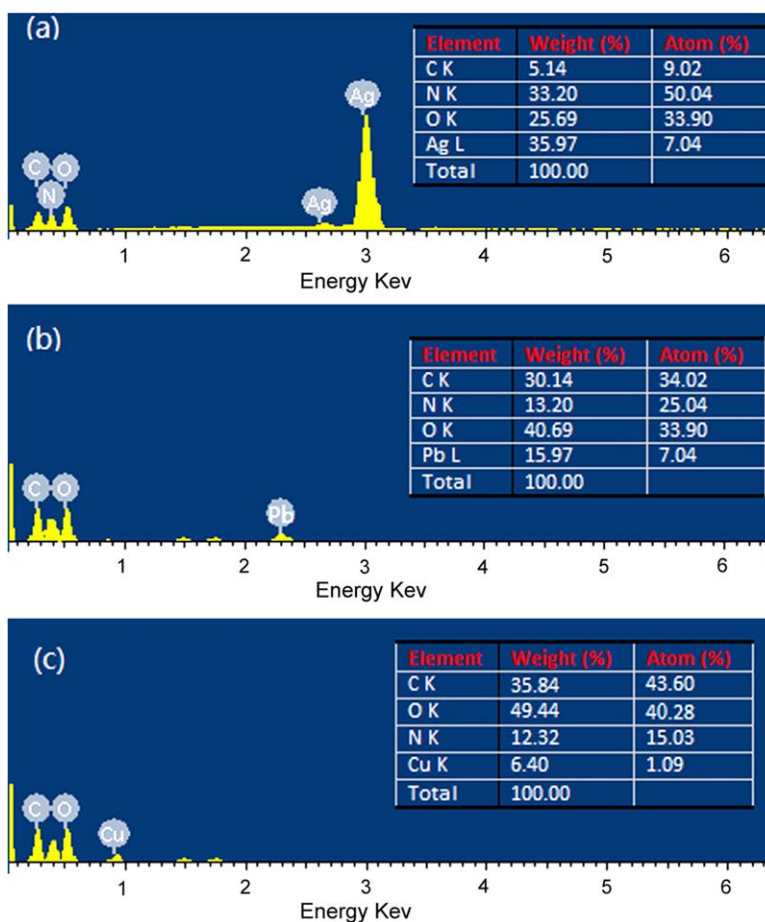 (a)
Element Weight (%) Atom (%)
C K 5.14 9.02
N K 33.20 50.04
O K 25.69 33.90
Ag L 35.97 7.04
Total 100.00
Ag
C O
N
Ag
1 2 3 4 5 6
Energy Kev
(b)
Element Weight (%) Atom (%)
C K 30.14 34.02
N K 13.20 25.04
O K 40.69 33.90
Pb L 15.97 7.04
Total 100.00
C O
Pb
1 2 3 4 5 6
Energy Kev
(c)
Element Weight (%) Atom (%)
C K 35.84 43.60
O K 49.44 40.28
N K 12.32 15.03
Cu K 6.40 1.09
Total 100.00
C O
Cu
1 2 3 4 5 6
Energy Kev